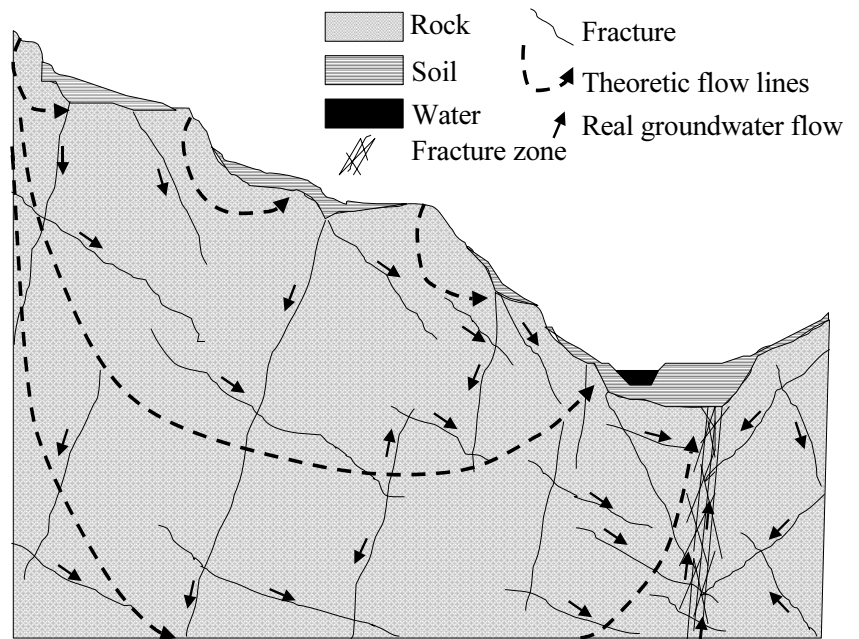 Rock
Soil
Water
Fracture zone
Fracture
Theoretic flow lines
Real groundwater flow